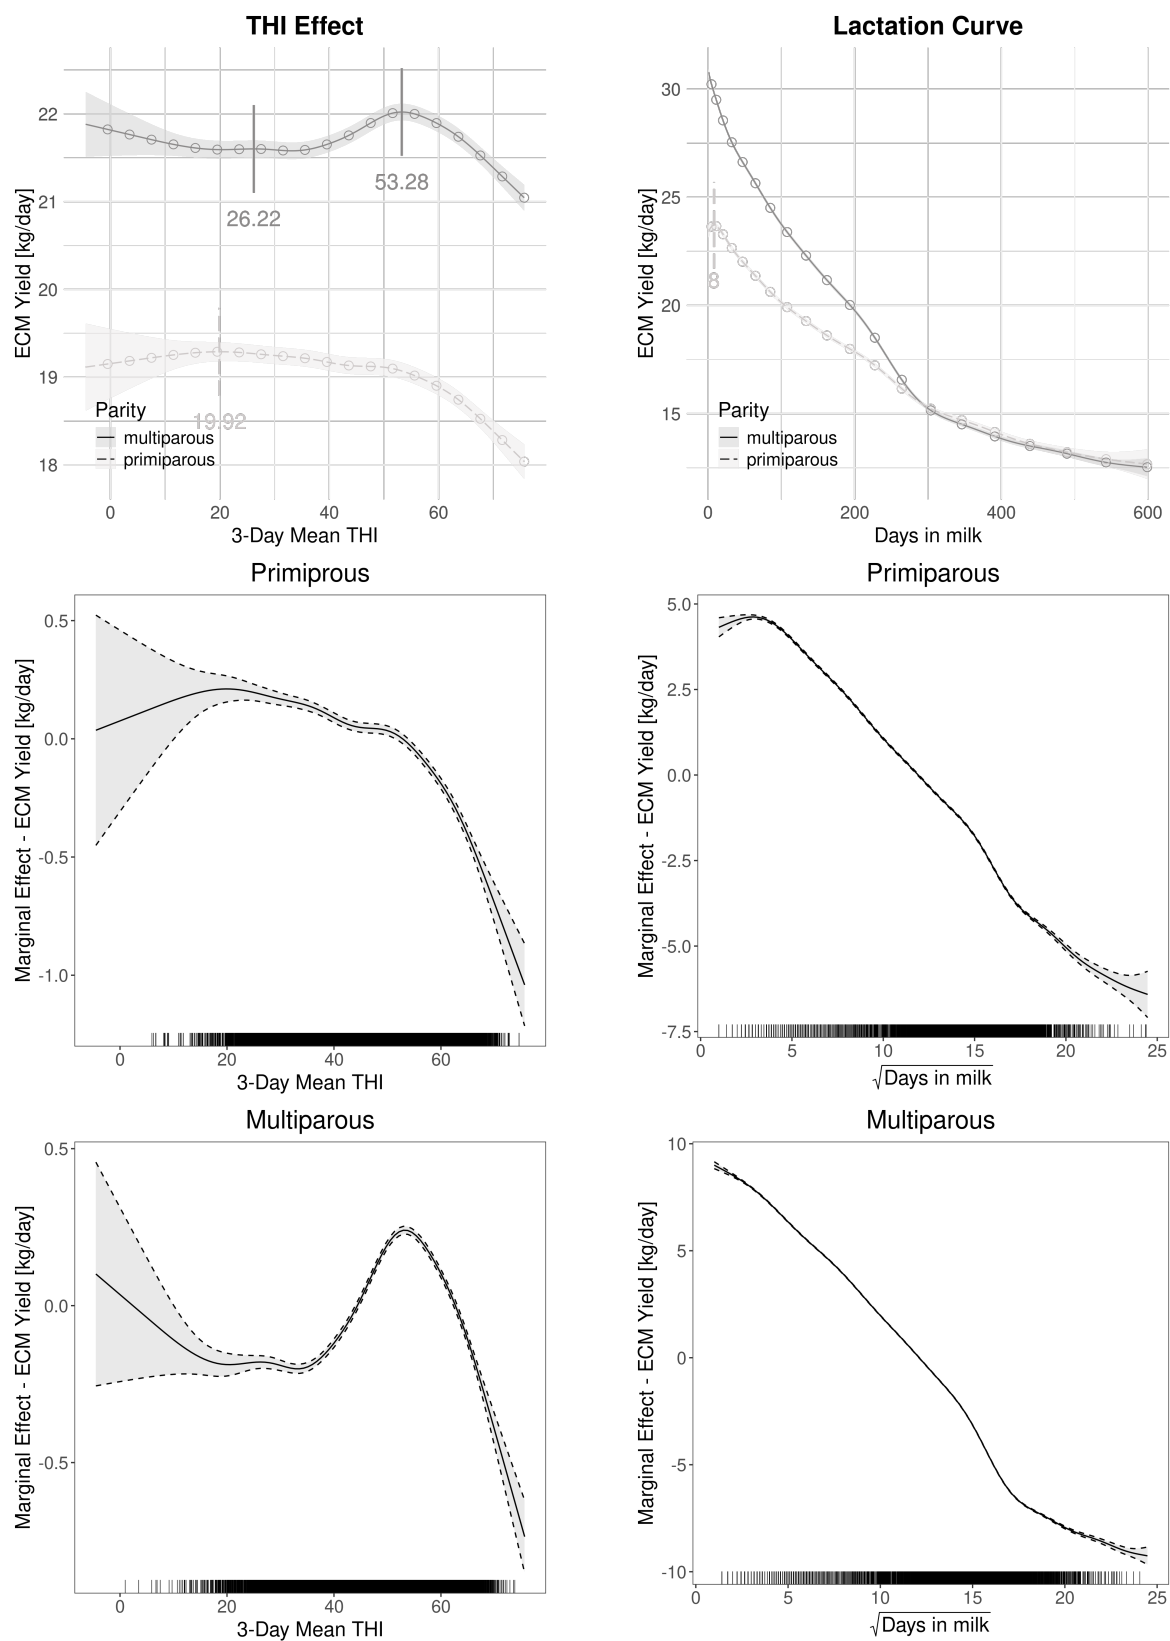 THI Effect
ECM Yield [kg/day]
22
21
20
19
18
26.22
53.28
19.92
Parity
multiparous
primiparous
0
20
40
60
3-Day Mean THI
Lactation Curve
ECM Yield [kg/day]
30
25
20
15
8
Parity
multiparous
primiparous
0
200
400
600
Days in milk
Primiprous
Marginal Effect - ECM Yield [kg/day]
0.5
0.0
-0.5
-1.0
0
20
40
60
3-Day Mean THI
Primiparous
Marginal Effect - ECM Yield [kg/day]
5.0
2.5
0.0
-2.5
-5.0
-7.5
0
5
10
15
20
25
√Days in milk
Multiparous
Marginal Effect - ECM Yield [kg/day]
0.5
0.0
-0.5
0
20
40
60
3-Day Mean THI
Multiparous
Marginal Effect - ECM Yield [kg/day]
10
5
0
-5
-10
0
5
10
15
20
25
√Days in milk